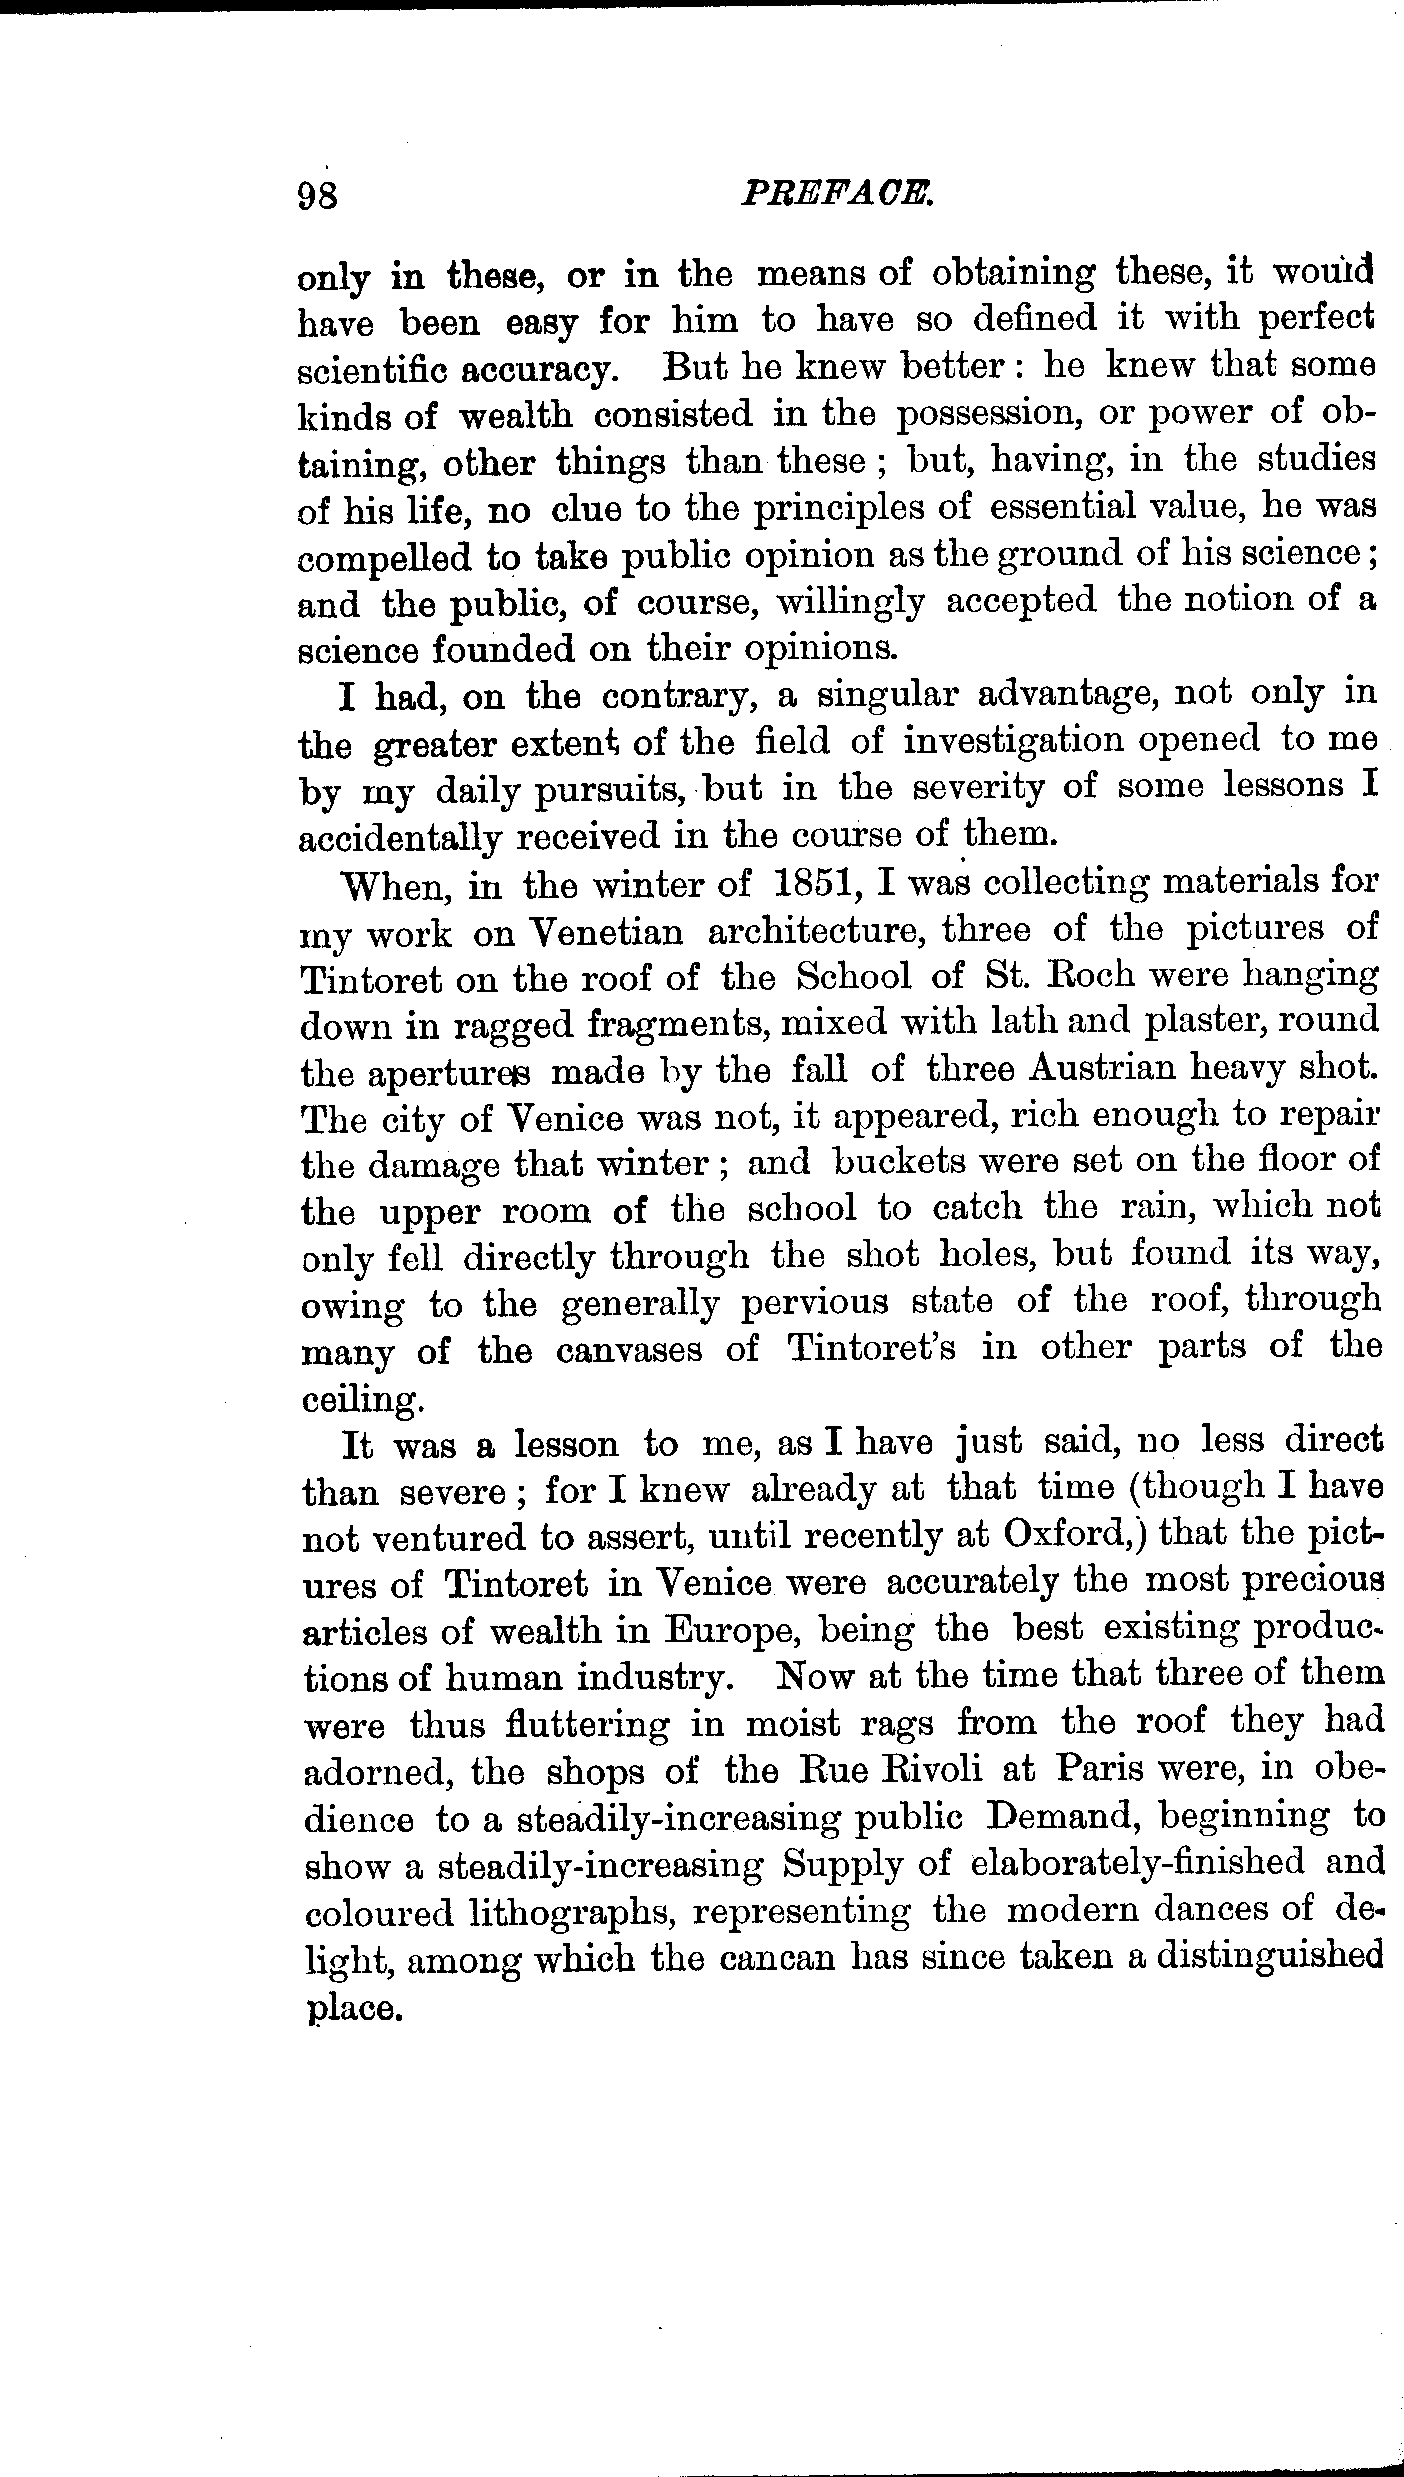 98 PREFACE.
only in these, or in the means of obtaining these, it would
have been easy for him to have so defined it with perfect
scientific accuracy. But he knew better : he knew that some
kinds of wealth consisted in the possession, or power of ob-
taining, other things than these ; but, having, in the studies
of his life, no clue to the principles of essential value, he was
compelled to take public opinion as the ground of his science ;
and the public, of course, willingly accepted the notion of a
science founded on their opinions.
I had, on the contrary, a singular advantage, not only in
the greater extent of the field of investigation opened to me
by my daily pursuits, but in the severity of some lessons I
accidentally received in the course of them.
When, in the winter of 1851, I was collecting materials for
my work on Venetian architecture, three of the pictures of
Tintoret on the roof of the School of St. Roch were hanging
down in ragged fragments, mixed with lath and plaster, round
the apertures made by the fall of three Austrian heavy shot.
The city of Venice was not, it appeared, rich enough to repair
the damage that winter ; and buckets were set on the floor of
the upper room of the school to catch the rain, which not
only fell directly through the shot holes, but found its way,
owing to the generally pervious state of the roof, through
many of the canvases of Tintoret's in other parts of the
ceiling.
It was a lesson to me, as I have just said, no less direct
than severe ; for I knew already at that time (though I have
not ventured to assert, until recently at Oxford,) that the pict-
ures of Tintoret in Venice were accurately the most precious
articles of wealth in Europe, being the best existing produc-
tions of human industry. Now at the time that three of them
were thus fluttering in moist rags from the roof they had
adorned, the shops of the Rue Rivoli at Paris were, in obe-
dience to a steadily-increasing public Demand, beginning to
show a steadily-increasing Supply of elaborately-finished and
coloured lithographs, representing the modern dances of de-
light, among which the cancan has since taken a distinguished
place.